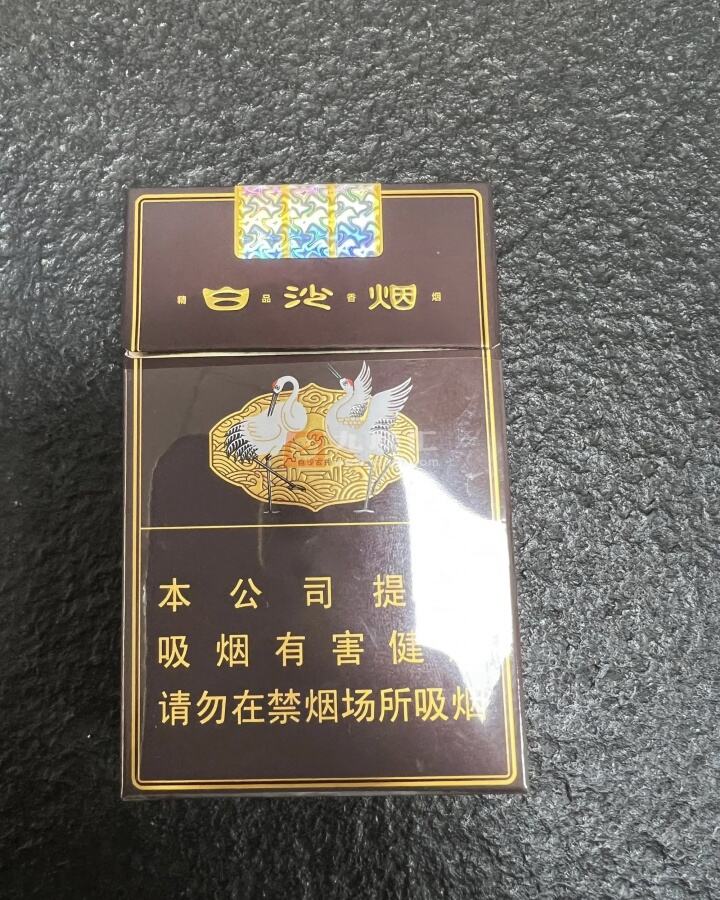 精白品沙香烟烟
本公司提
吸烟有害健
请勿在禁烟场所吸烟